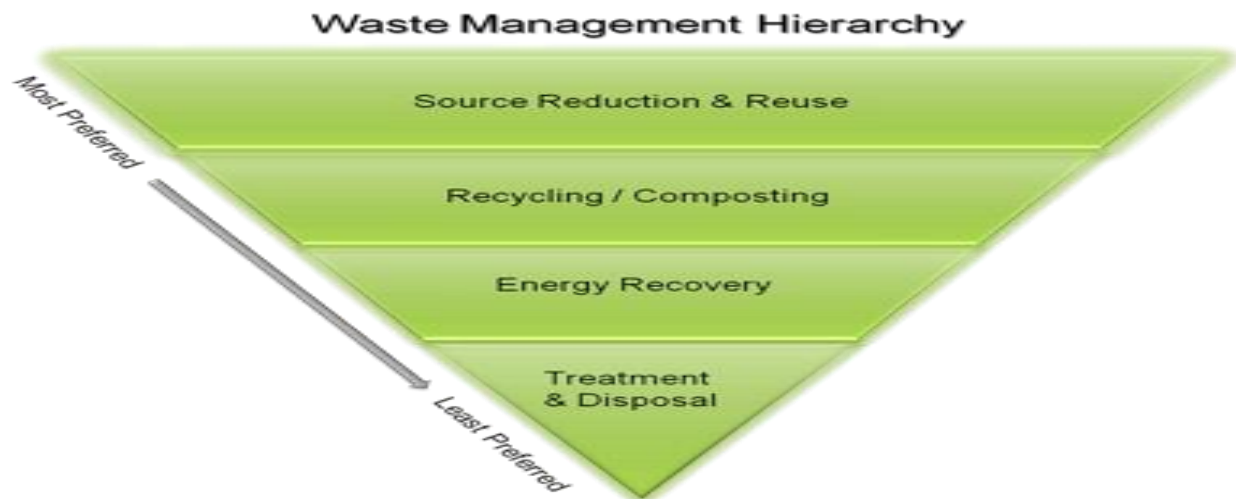 Waste Management Hierarchy
Most Preferred
Source Reduction & Reuse
Recycling / Composting
Energy Recovery
Treatment
& Disposal
Least Preferred